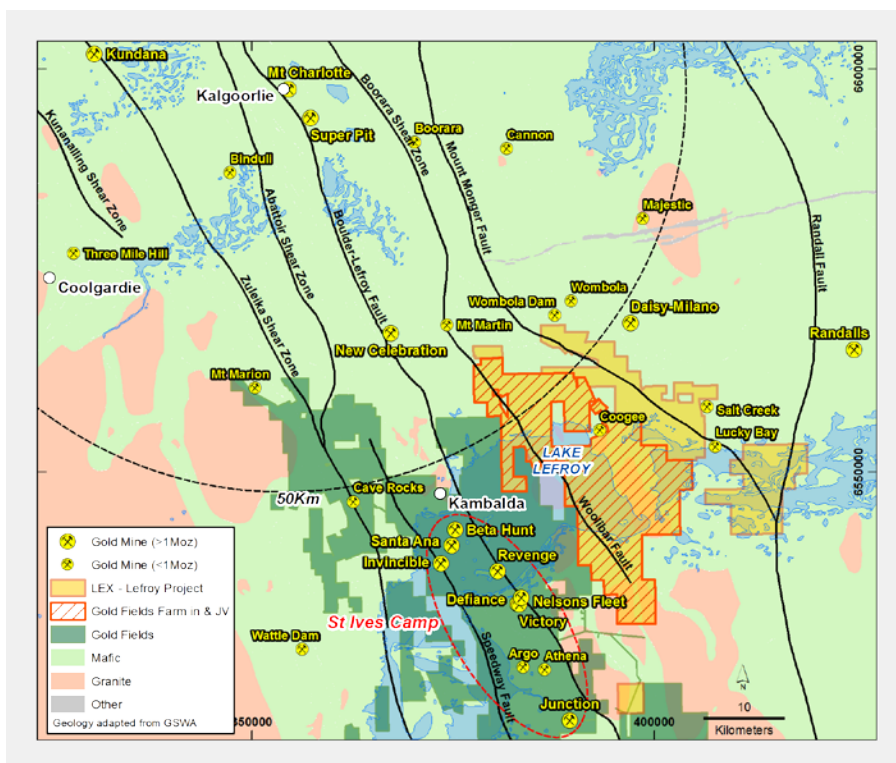 Kundana
Mt Charlotte
Kalgoorlie
Super Pit
Boorara Shear Zone
Boorara
Cannon
6600000
Kunanalling Shear Zone
Binduli
Abattoir Shear Zone
Boulder-Lefroy Fault
Mount Monger Fault
Majestic
Randall Fault
Three Mile Hill
Coolgardie
Zuleika Shear Zone
Wombola
Wombola Dam
Daisy-Milano
Mt Martin
New Celebration
Randalls
Mt Marion
Salt Creek
Coogee
Lucky Bay
LAKE
LEFROY
6550000
50Km
Cave Rocks
Kambalda
Woolibar Fault
Beta Hunt
Santa Ana
Invincible
Revenge
Defiance
Nelsons Fleet
Victory
St Ives Camp
Wattle Dam
Speedway Fault
Argo
Athena
Junction
Gold Mine (>1Moz)
Gold Mine (<1Moz)
LEX - Lefroy Project
Gold Fields Farm in & JV
Gold Fields
Mafic
Granite
Other
Geology adapted from GSWA
350000
400000
N
10
Kilometers